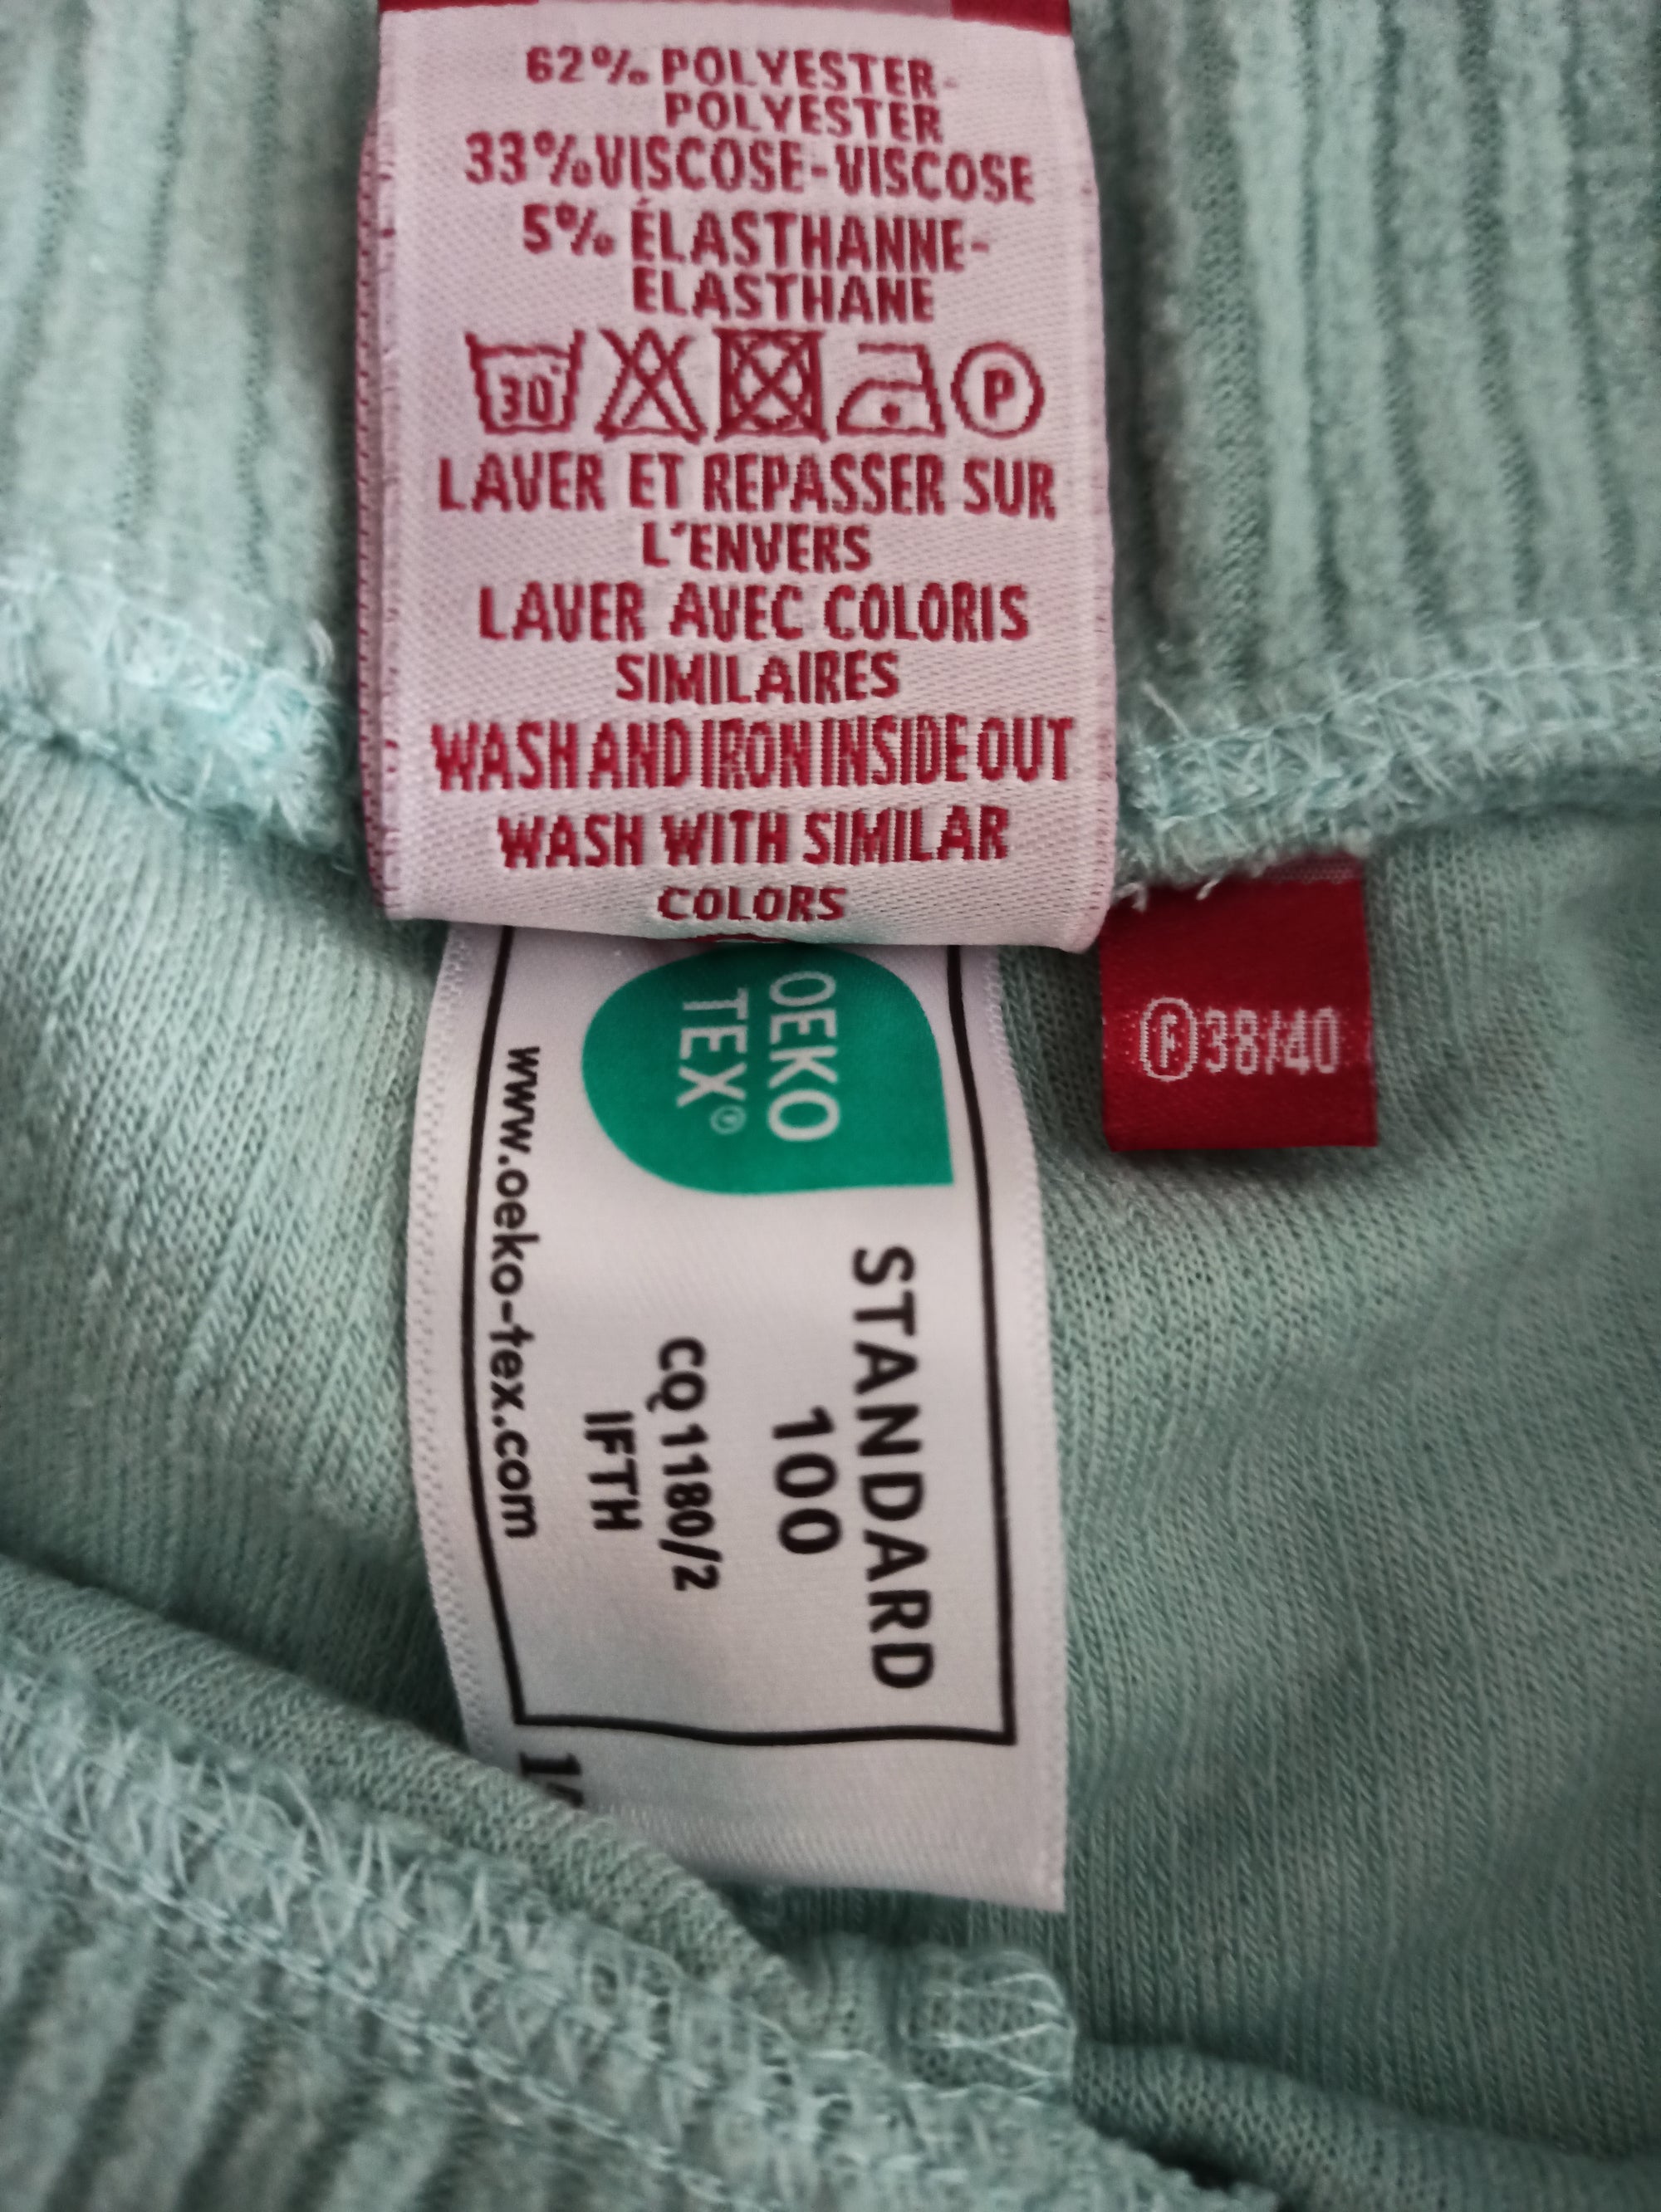 62% POLYESTER-
POLYESTER
33%VISCOSE-VISCOSE
5% ÉLASTHANNE-
ELASTHANE
30° P
LAVER ET REPASSER SUR
L'ENVERS
LAVER AVEC COLORIS
SIMILAIRES
WASH AND IRON INSIDE OUT
WASH WITH SIMILAR
COLORS
F 38/40
OEKO
TEX®
STANDARD
100
CQ1180/2
IFTH
www.oeko-tex.com